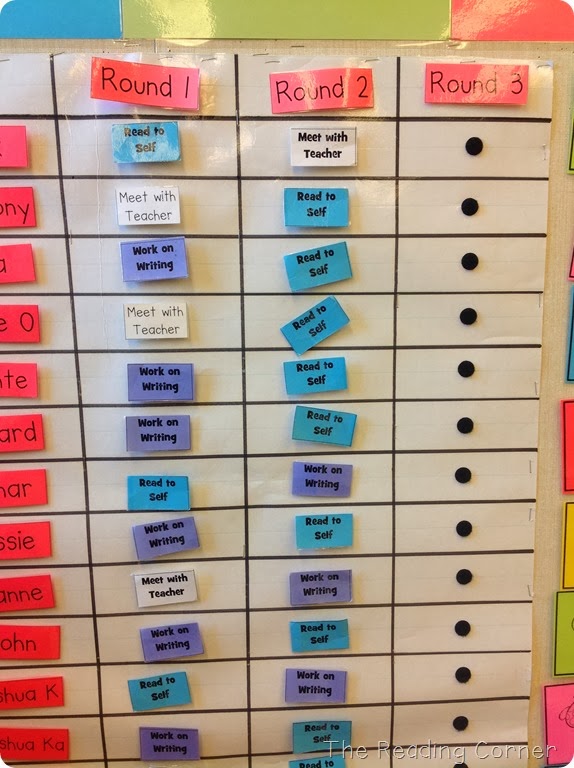 Round 1
Round 2
Round 3
Read to
Self
Meet with
Teacher
ony
Meet with
Teacher
Read to
Self
a
Work on
Writing
Read to
Self
e O
Meet with
Teacher
Read to
Self
nte
Work on
Writing
Read to
Self
ard
Work on
Writing
Read to
Self
nar
Read to
Self
Work on
Writing
ssie
Work on
Writing
Read to
Self
anne
Meet with
Teacher
Work on
Writing
ohn
Work on
Writing
Read to
Self
shua K
Read to
Self
Work on
Writing
shua Ka
Work on
Writing
Read to
Read to
The Reading Corner